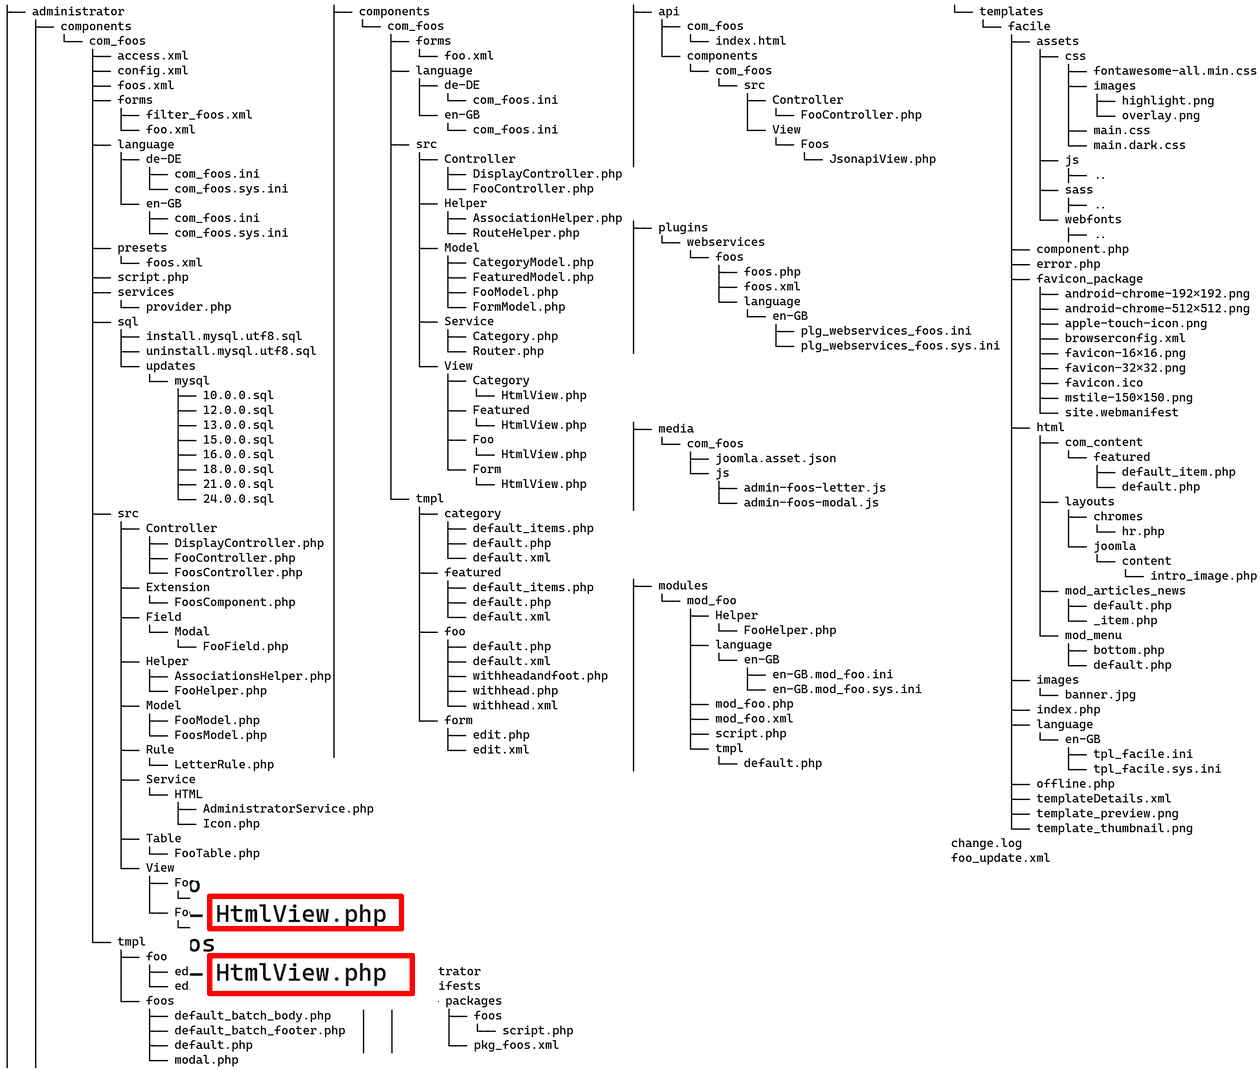 administrator
components
com_foos
access.xml
config.xml
foos.xml
forms
filter_foos.xml
foo.xml
language
de-DE
com_foos.ini
com_foos.sys.ini
en-GB
com_foos.ini
com_foos.sys.ini
presets
foos.xml
script.php
services
provider.php
sql
install.mysql.utf8.sql
uninstall.mysql.utf8.sql
updates
mysql
10.0.0.sql
12.0.0.sql
13.0.0.sql
15.0.0.sql
16.0.0.sql
18.0.0.sql
21.0.0.sql
24.0.0.sql
src
Controller
DisplayController.php
FooController.php
FoosController.php
Extension
FoosComponent.php
Field
Modal
FooField.php
Helper
AssociationsHelper.php
FooHelper.php
Model
FooModel.php
FoosModel.php
Rule
LetterRule.php
Service
HTML
AdministratorService.php
Icon.php
Table
FooTable.php
View
HtmlView.php
HtmlView.php
tmpl
foo
foos
default_batch_body.php
default_batch_footer.php
default.php
modal.php
components
com_foos
forms
foo.xml
language
de-DE
com_foos.ini
en-GB
com_foos.ini
src
Controller
DisplayController.php
FooController.php
Helper
AssociationHelper.php
RouteHelper.php
Model
CategoryModel.php
FeaturedModel.php
FooModel.php
FormModel.php
Service
Category.php
Router.php
View
Category
HtmlView.php
Featured
HtmlView.php
Foo
HtmlView.php
Form
HtmlView.php
tmpl
category
default_items.php
default.php
default.xml
featured
default_items.php
default.php
default.xml
foo
default.php
default.xml
withheadandfoot.php
withhead.php
withhead.xml
form
edit.php
edit.xml
trator
ifests
packages
foos
script.php
pkg_foos.xml
api
com_foos
index.html
components
com_foos
src
Controller
FooController.php
View
Foos
JsonapiView.php
plugins
webservices
foos
foos.php
foos.xml
language
en-GB
plg_webservices_foos.ini
plg_webservices_foos.sys.ini
media
com_foos
joomla.asset.json
js
admin-foos-letter.js
admin-foos-modal.js
modules
mod_foo
Helper
FooHelper.php
language
en-GB
en-GB.mod_foo.ini
en-GB.mod_foo.sys.ini
mod_foo.php
mod_foo.xml
script.php
tmpl
default.php
templates
facile
assets
css
fontawesome-all.min.css
images
highlight.png
overlay.png
main.css
main.dark.css
js
..
sass
..
webfonts
..
component.php
error.php
favicon_package
android-chrome-192×192.png
android-chrome-512×512.png
apple-touch-icon.png
browserconfig.xml
favicon-16×16.png
favicon-32×32.png
favicon.ico
mstile-150×150.png
site.webmanifest
html
com_content
featured
default_item.php
default.php
layouts
chromes
hr.php
joomla
content
intro_image.php
mod_articles_news
default.php
_item.php
mod_menu
bottom.php
default.php
images
banner.jpg
index.php
language
en-GB
tpl_facile.ini
tpl_facile.sys.ini
offline.php
templateDetails.xml
template_preview.png
template_thumbnail.png
change.log
foo_update.xml